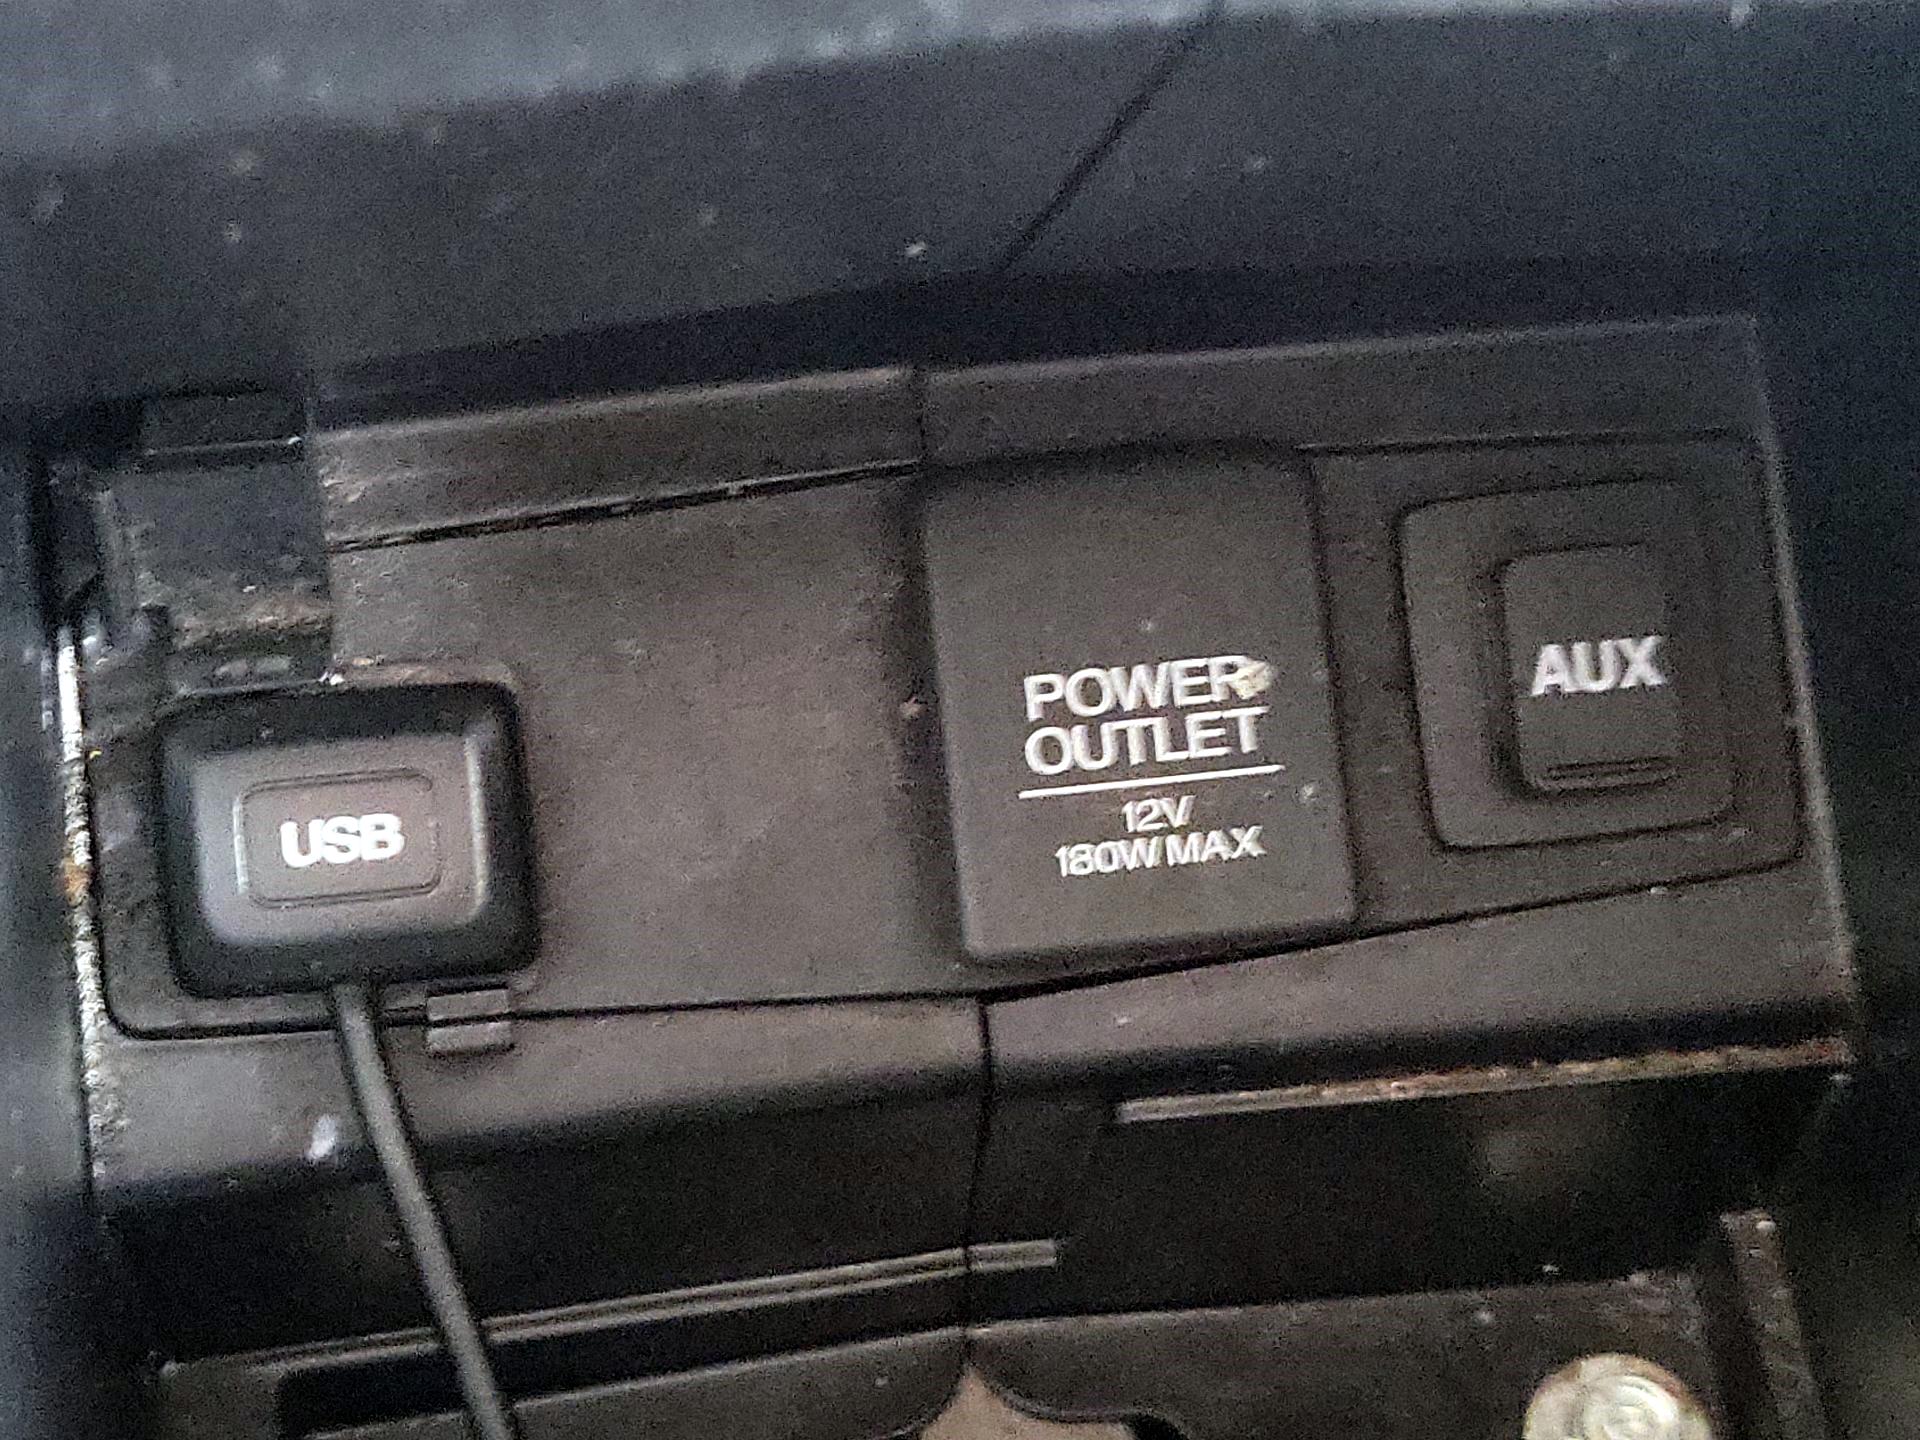 USB
POWER
OUTLET
12V
180W MAX
AUX